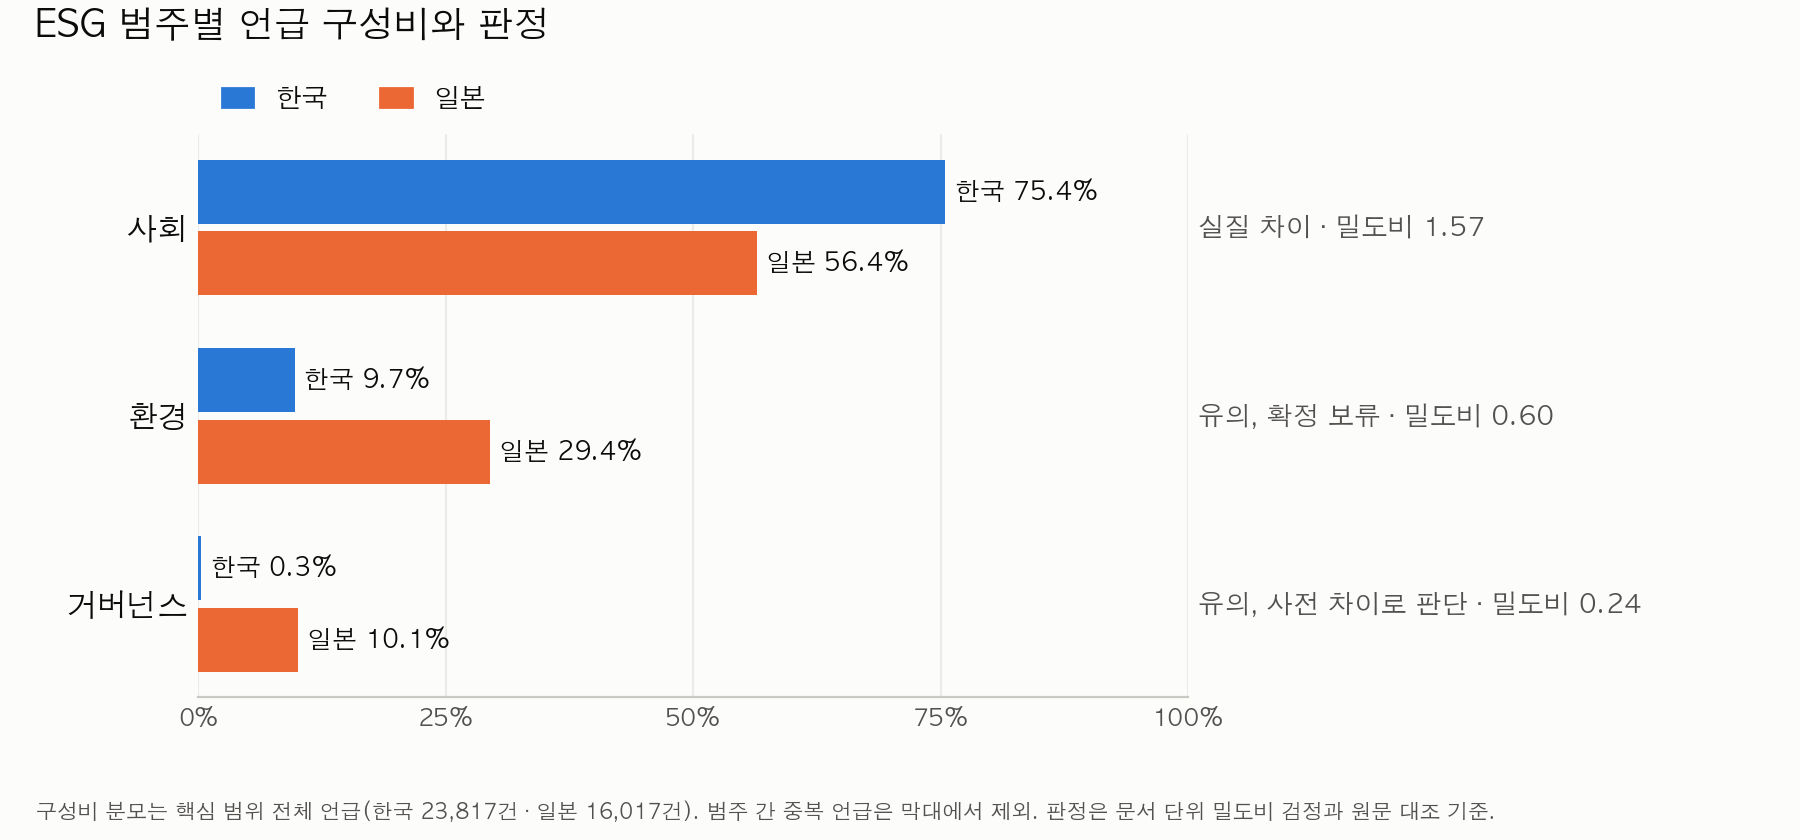 ESG 범주별 언급 구성비와 판정
한국 일본
한국 75.4%
사회
실질 차이 · 밀도비 1.57
일본 56.4%
한국 9.7%
환경
유의, 확정 보류 · 밀도비 0.60
일본 29.4%
한국 0.3%
거버넌스
유의, 사전 차이로 판단 · 밀도비 0.24
일본 10.1%
0% 25% 50% 75% 100%
구성비 분모는 핵심 범위 전체 언급(한국 23,817건 · 일본 16,017건). 범주 간 중복 언급은 막대에서 제외. 판정은 문서 단위 밀도비 검정과 원문 대조 기준.